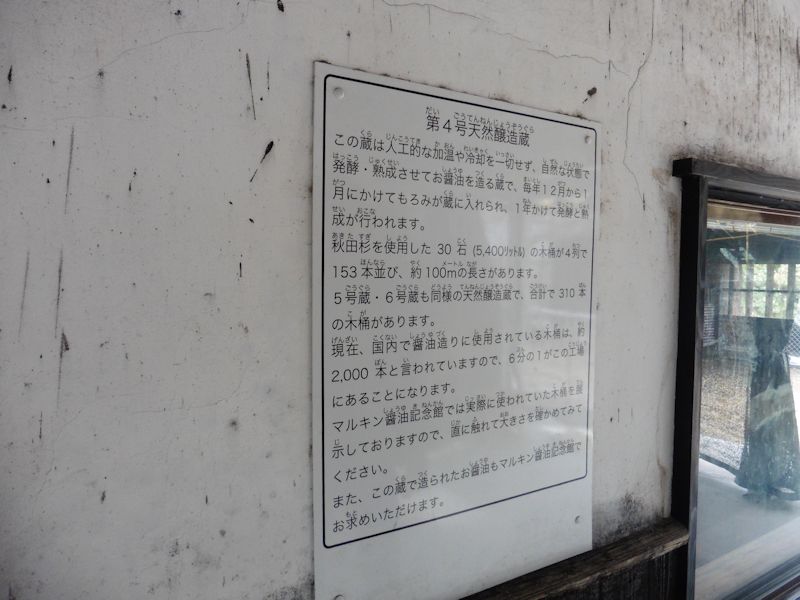 第４号天然醸造蔵
この蔵は人工的な加温や冷却を一切せず、自然な状態で
発酵・熟成させてお醤油を造る蔵で、毎年１２月から１
月にかけてもろみが蔵に入れられ、１年かけて発酵と熟
成が行われます。
秋田杉を使用した 30 石 (5,400リットル) の木桶が４列で
153 本並び、約 100mの長さがあります。
５号蔵・６号蔵も同様の天然醸造蔵で、合計で 310 本
の木桶があります。
現在、国内で醤油造りに使用されている木桶は、約
2,000 本と言われていますので、６分の１がこの工場
にあることになります。
マルキン醤油記念館では実際に使われていた木桶を展
示しておりますので、直に触れて大きさを確かめてみて
ください。
また、この蔵で造られたお醤油もマルキン醤油記念館で
お求めいただけます。